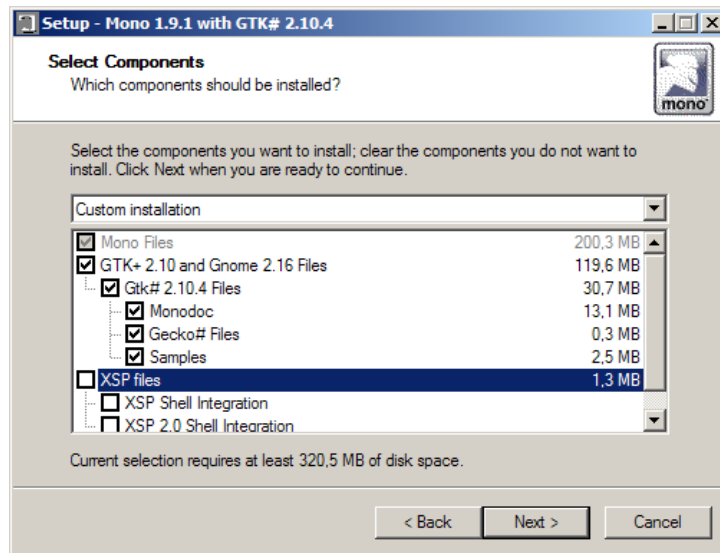 Setup - Mono 1.9.1 with GTK# 2.10.4
Select Components
Which components should be installed?
mono
Select the components you want to install; clear the components you do not want to
install. Click Next when you are ready to continue.
Custom installation
Mono Files 200,3 MB
GTK+ 2.10 and Gnome 2.16 Files 119,6 MB
Gtk# 2.10.4 Files 30,7 MB
Monodoc 13,1 MB
Gecko# Files 0,3 MB
Samples 2,5 MB
XSP files 1,3 MB
XSP Shell Integration
XSP 2.0 Shell Integration
Current selection requires at least 320,5 MB of disk space.
< Back Next > Cancel